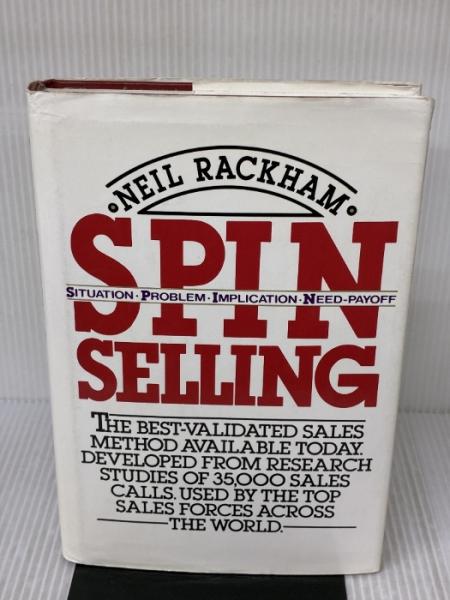 NEIL RACKHAM
SPIN
SITUATION · PROBLEM · IMPLICATION · NEED-PAYOFF
SELLING
THE BEST-VALIDATED SALES
METHOD AVAILABLE TODAY.
DEVELOPED FROM RESEARCH
STUDIES OF 35,000 SALES
CALLS. USED BY THE TOP
SALES FORCES ACROSS
THE WORLD.